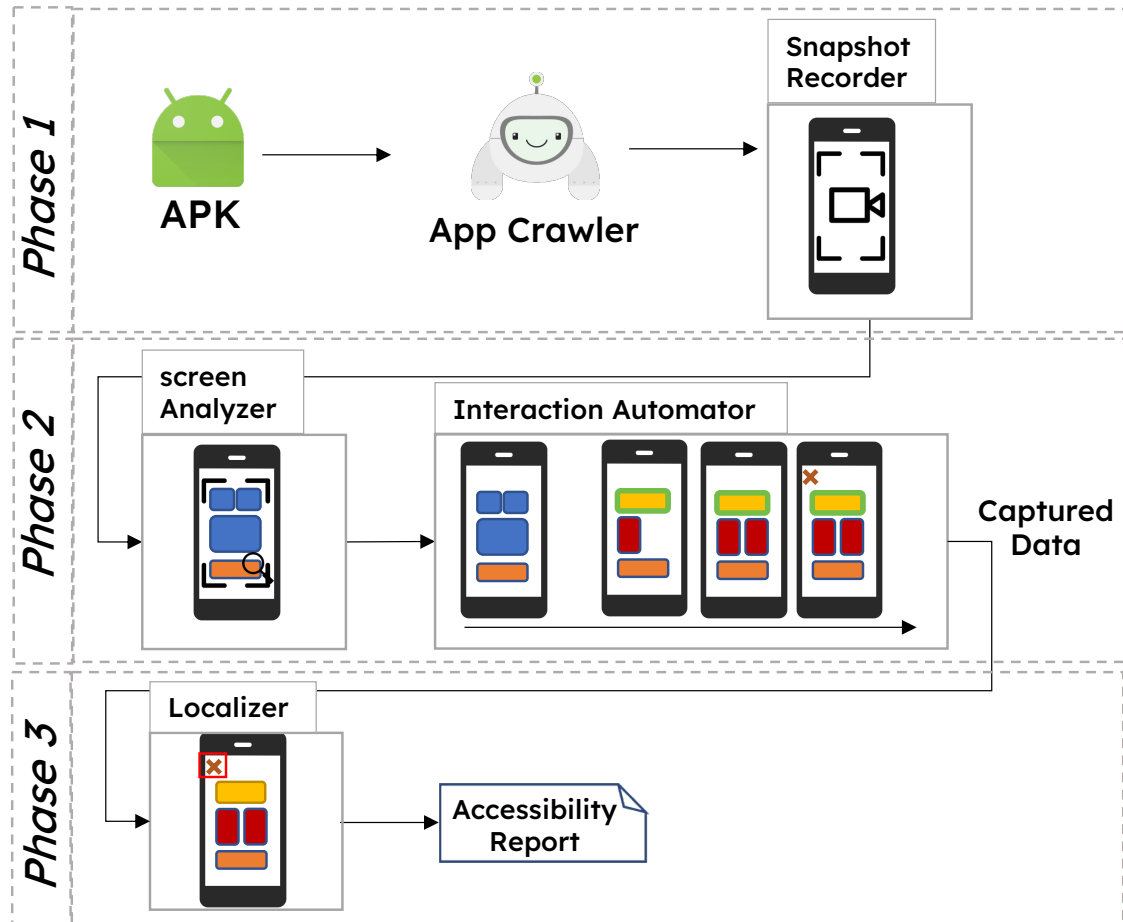 Phase 1
APK
App Crawler
Snapshot
Recorder
Phase 2
screen
Analyzer
Interaction Automator
Captured
Data
Phase 3
Localizer
Accessibility
Report